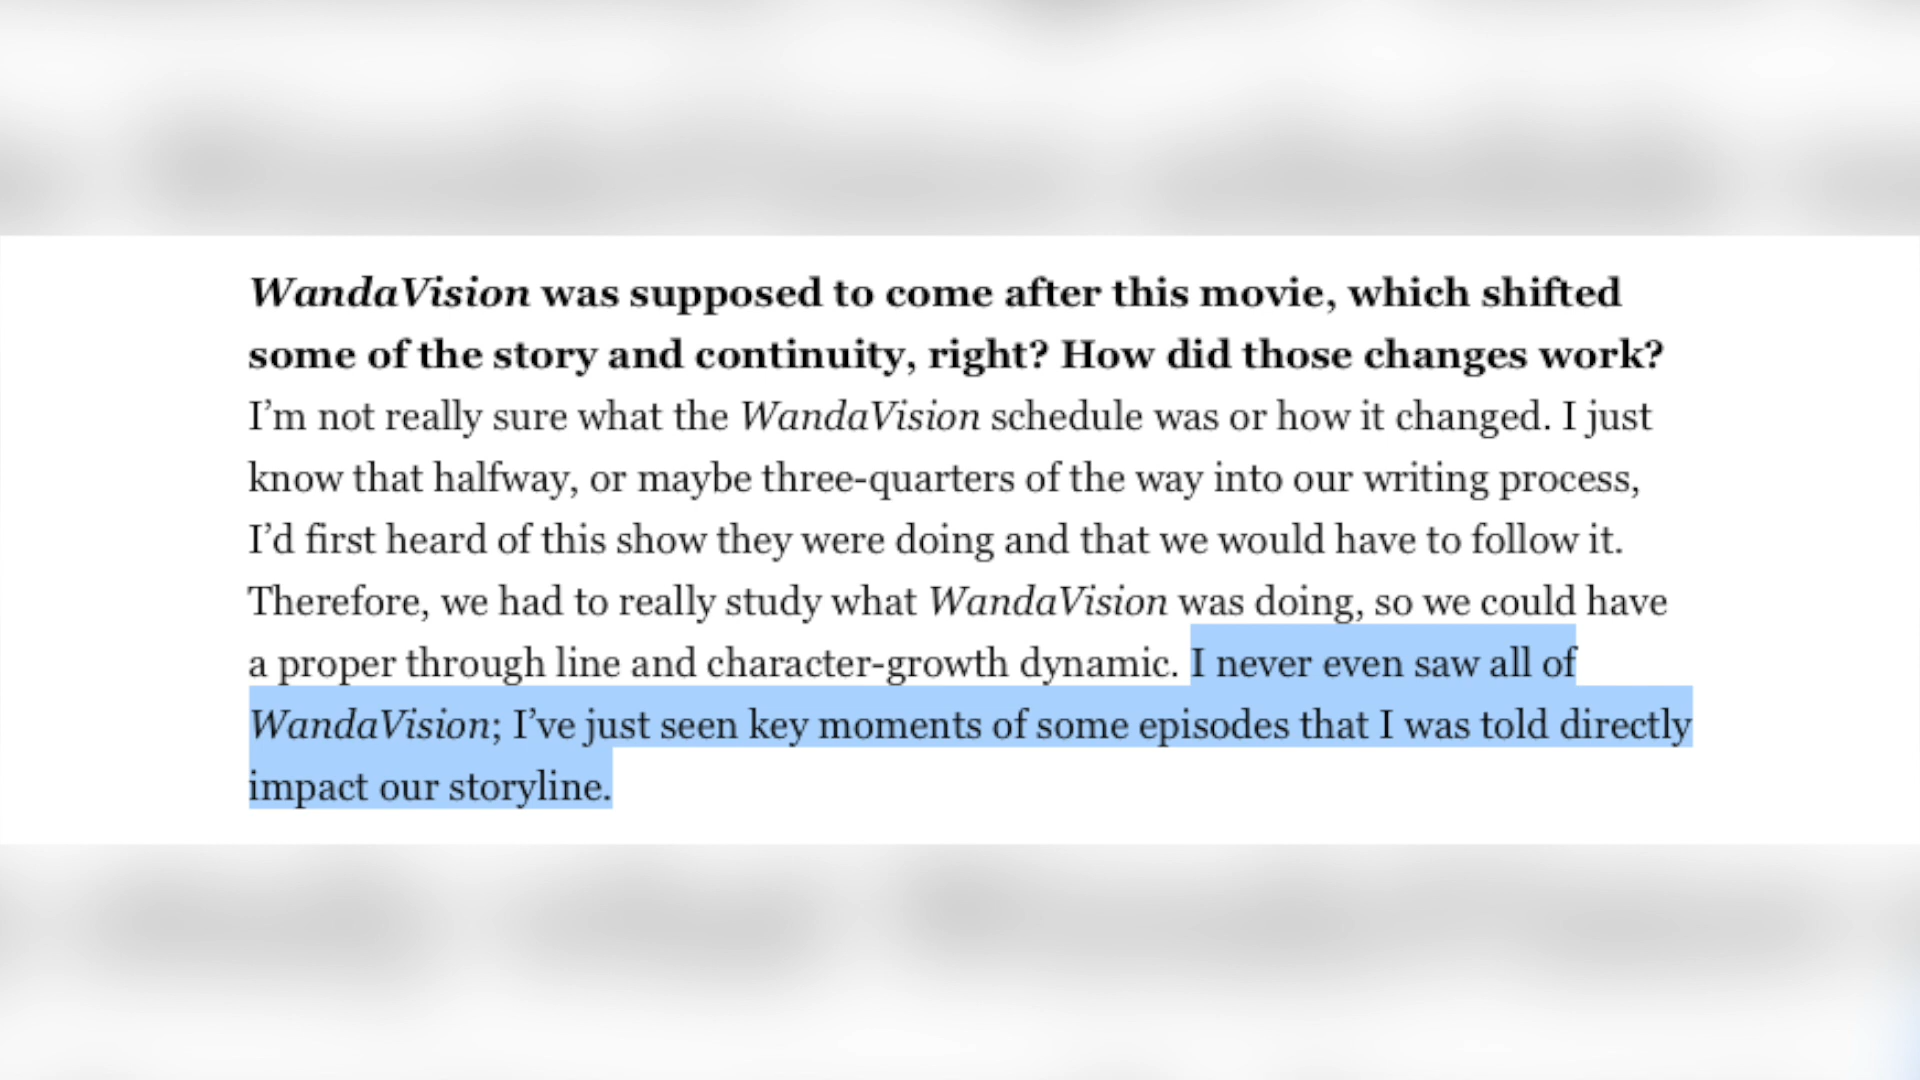 WandaVision was supposed to come after this movie, which shifted
some of the story and continuity, right? How did those changes work?
I’m not really sure what the WandaVision schedule was or how it changed. I just
know that halfway, or maybe three-quarters of the way into our writing process,
I’d first heard of this show they were doing and that we would have to follow it.
Therefore, we had to really study what WandaVision was doing, so we could have
a proper through line and character-growth dynamic. I never even saw all of
WandaVision; I’ve just seen key moments of some episodes that I was told directly
impact our storyline.